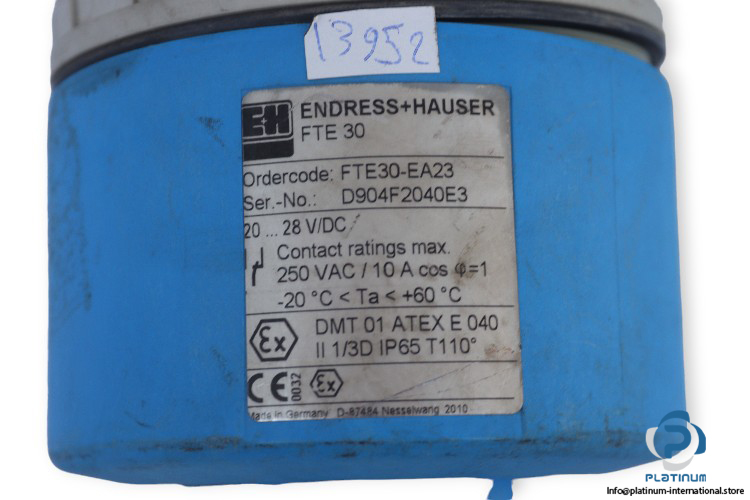 13952
E+H
ENDRESS+HAUSER
FTE 30
Ordercode: FTE30-EA23
Ser.-No.: D904F2040E3
20 ... 28 V/DC
Contact ratings max.
250 VAC / 10 A cos φ=1
-20 °C < Ta < +60 °C
Ex DMT 01 ATEX E 040
II 1/3D IP65 T110°
CE 0032 Ex
Made in Germany D-87484 Nesselwang 2010
PLATINUM
Info@platinum-international.store